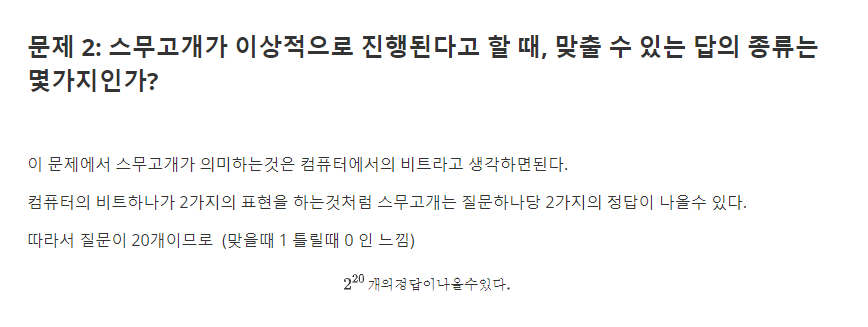 문제 2: 스무고개가 이상적으로 진행된다고 할 때, 맞출 수 있는 답의 종류는
몇가지인가?
이 문제에서 스무고개가 의미하는것은 컴퓨터에서의 비트라고 생각하면된다.
컴퓨터의 비트하나가 2가지의 표현을 하는것처럼 스무고개는 질문하나당 2가지의 정답이 나올수 있다.
따라서 질문이 20개이므로  (맞을때 1 틀릴때 0 인 느낌)
2^20 개의정답이나올수있다.